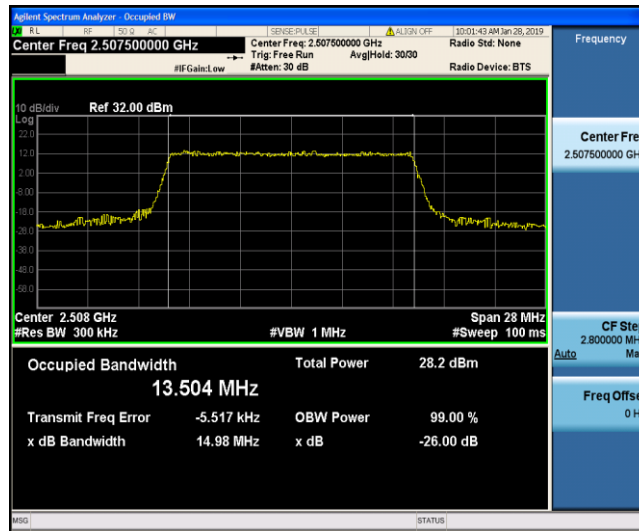 Agilent Spectrum Analyzer - Occupied BW
RL RF 50 Ω AC SENSE:PULSE ALIGN OFF 10:01:43 AM Jan 28, 2019
Center Freq 2.507500000 GHz
Center Freq: 2.507500000 GHz
Radio Std: None
Trig: Free Run Avg|Hold: 30/30
#IFGain:Low
#Atten: 30 dB
Radio Device: BTS
10 dB/div Ref 32.00 dBm
Log
22.0
12.0
2.00
-8.00
-18.0
-28.0
-38.0
-48.0
-58.0
Center 2.508 GHz Span 28 MHz
#Res BW 300 kHz #VBW 1 MHz #Sweep 100 ms
Occupied Bandwidth Total Power 28.2 dBm
13.504 MHz
Transmit Freq Error -5.517 kHz OBW Power 99.00 %
x dB Bandwidth 14.98 MHz x dB -26.00 dB
MSG STATUS
Frequency
Center Fre
2.507500000 GH
CF Ste
2.800000 MH
Auto Ma
Freq Offse
0 H